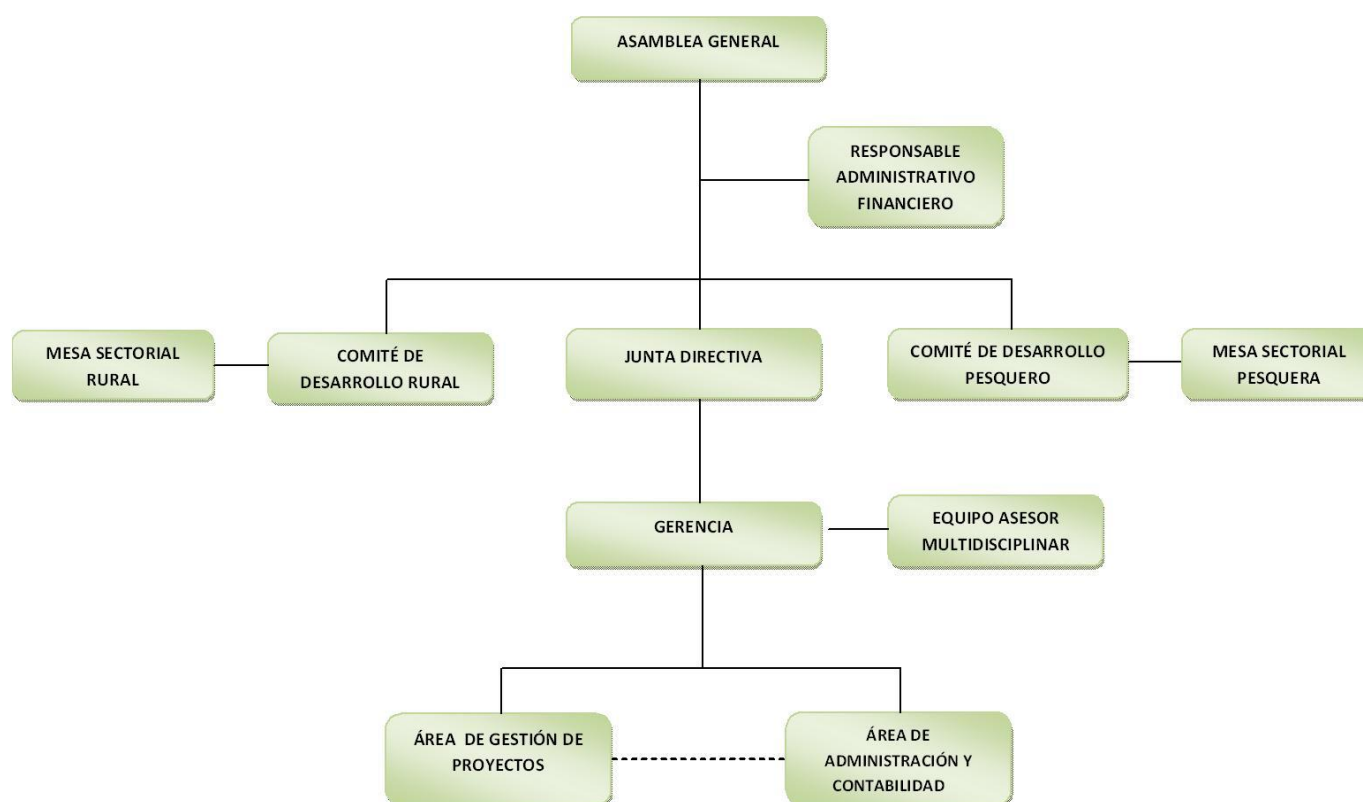 ASAMBLEA GENERAL
RESPONSABLE
ADMINISTRATIVO
FINANCIERO
MESA SECTORIAL
RURAL
COMITÉ DE
DESARROLLO RURAL
JUNTA DIRECTIVA
COMITÉ DE DESARROLLO
PESQUERO
MESA SECTORIAL
PESQUERA
GERENCIA
EQUIPO ASESOR
MULTIDISCIPLINAR
ÁREA DE GESTIÓN DE
PROYECTOS
ÁREA DE
ADMINISTRACIÓN Y
CONTABILIDAD